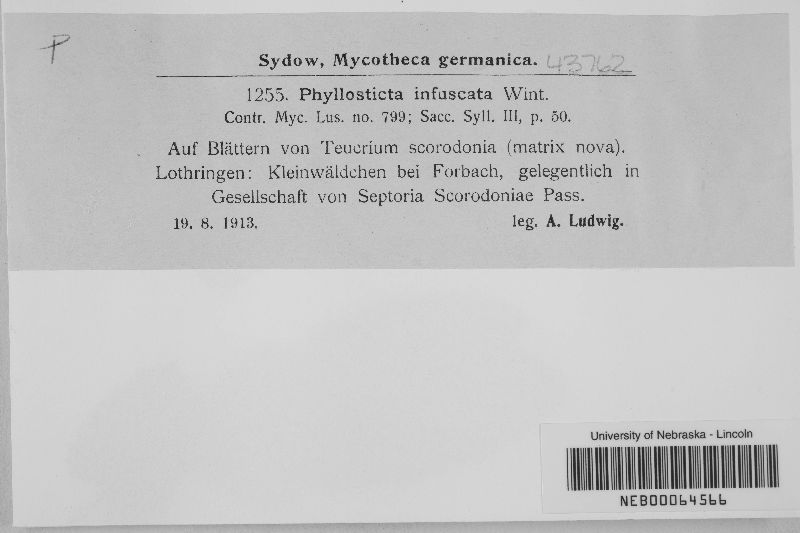 P
Sydow, Mycotheca germanica. 43762
1255. Phyllosticta infuscata Wint.
Contr. Myc. Lus. no. 799; Sacc. Syll. III, p. 50.
Auf Blättern von Teucrium scorodonia (matrix nova).
Lothringen: Kleinwäldchen bei Forbach, gelegentlich in
Gesellschaft von Septoria Scorodoniae Pass.
19. 8. 1913. leg. A. Ludwig.
University of Nebraska - Lincoln
NEB00064566